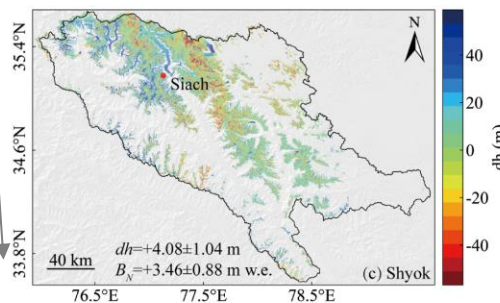 N
35.4°N
34.6°N
33.8°N
Siach
dh=+4.08±1.04 m
B_N=+3.46±0.88 m w.e.
40 km
(c) Shyok
76.5°E 77.5°E 78.5°E
40
20
0
-20
-40
dh (m)